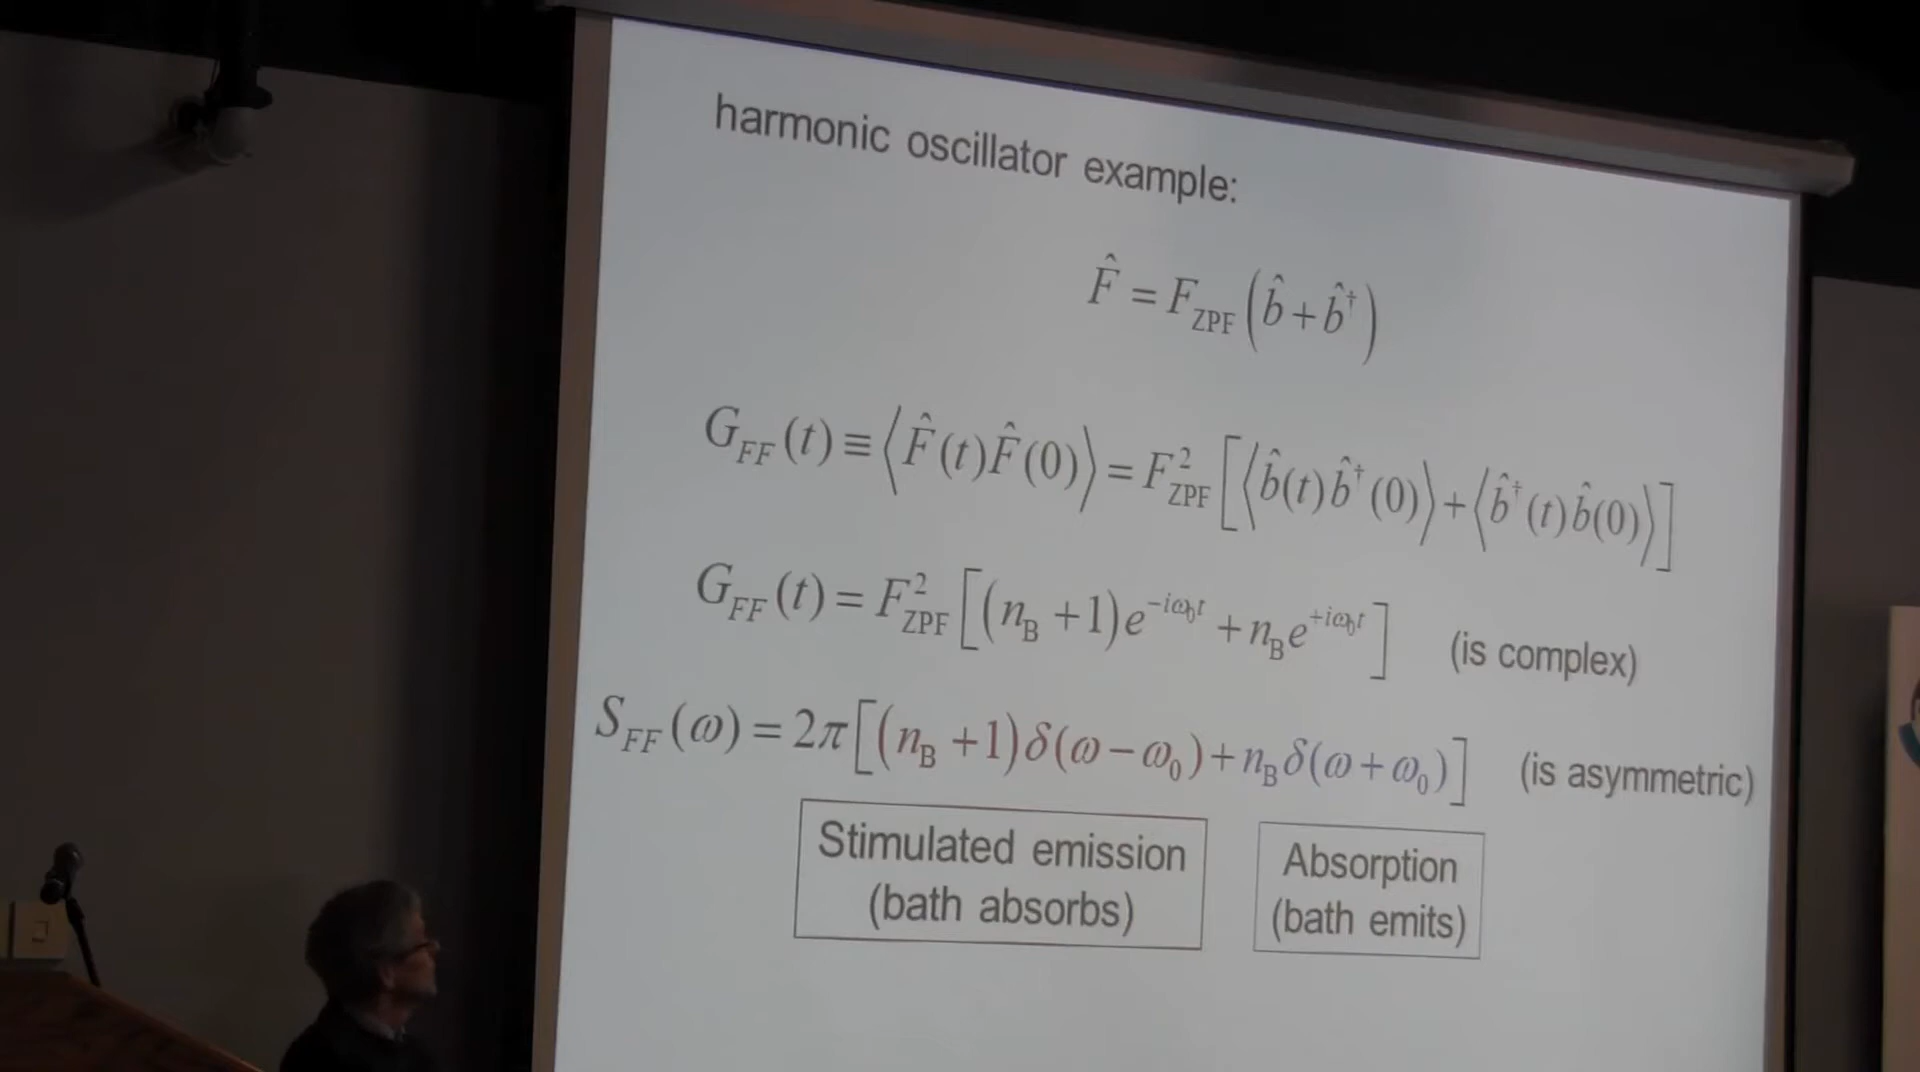 harmonic oscillator example:
F̂ = F_ZPF (b̂ + b̂†)
G_FF(t) ≡ ⟨F̂(t)F̂(0)⟩ = F²_ZPF [⟨b̂(t)b̂†(0)⟩ + ⟨b̂†(t)b̂(0)⟩]
G_FF(t) = F²_ZPF [(n_B + 1)e^{-iω₀t} + n_B e^{+iω₀t}] (is complex)
S_FF(ω) = 2π[(n_B + 1)δ(ω − ω₀) + n_B δ(ω + ω₀)] (is asymmetric)
Stimulated emission
(bath absorbs)
Absorption
(bath emits)